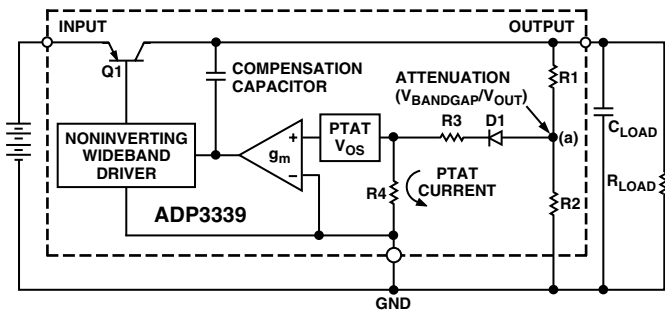 INPUT
OUTPUT
Q1
COMPENSATION
CAPACITOR
ATTENUATION
(VBANDGAP/VOUT)
R1
NONINVERTING
WIDEBAND
DRIVER
gm
+
–
PTAT
VOS
R3
D1
(a)
CLOAD
R4
PTAT
CURRENT
R2
RLOAD
ADP3339
GND